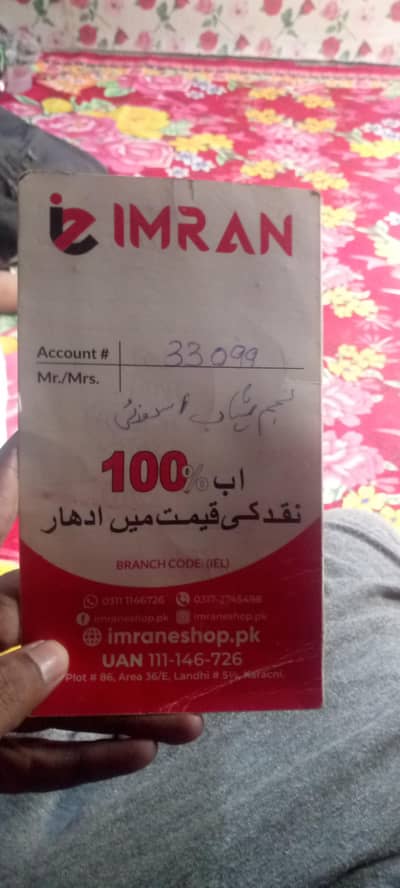 IMRAN
Account # 33099
Mr./Mrs.
اب 100%
نقد کی قیمت میں ادھار
BRANCH CODE: (IEL)
0311 1146726 0317-2745498
imraneshop.pk imraneshop.pk
imraneshop.pk
UAN 111-146-726
Plot # 86, Area 36/E, Landhi # 5½, Karachi.